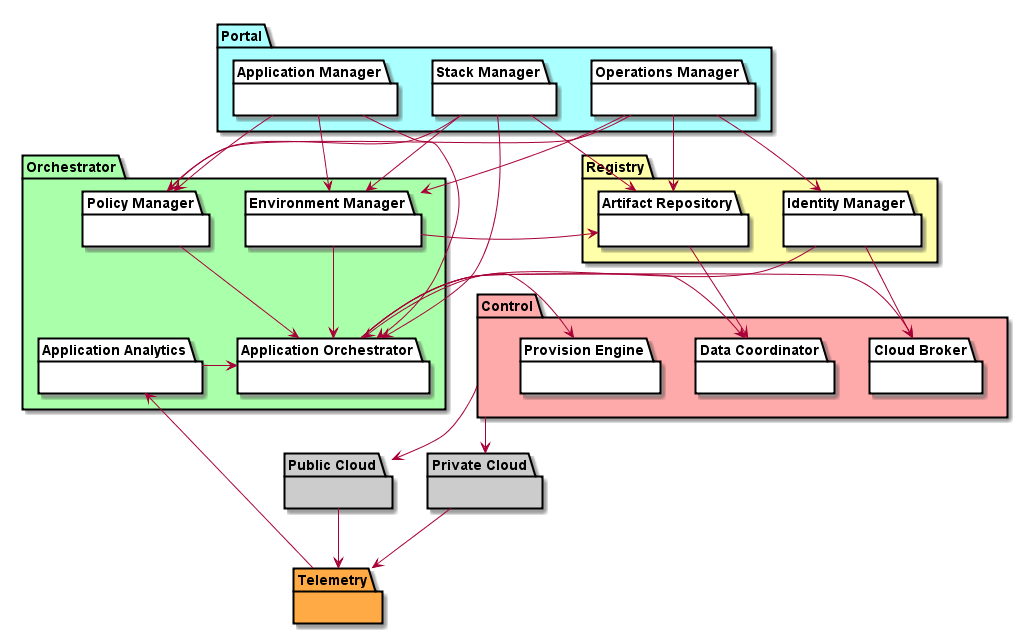 Portal
Application Manager
Stack Manager
Operations Manager
Orchestrator
Registry
Policy Manager
Environment Manager
Artifact Repository
Identity Manager
Control
Application Analytics
Application Orchestrator
Provision Engine
Data Coordinator
Cloud Broker
Public Cloud
Private Cloud
Telemetry